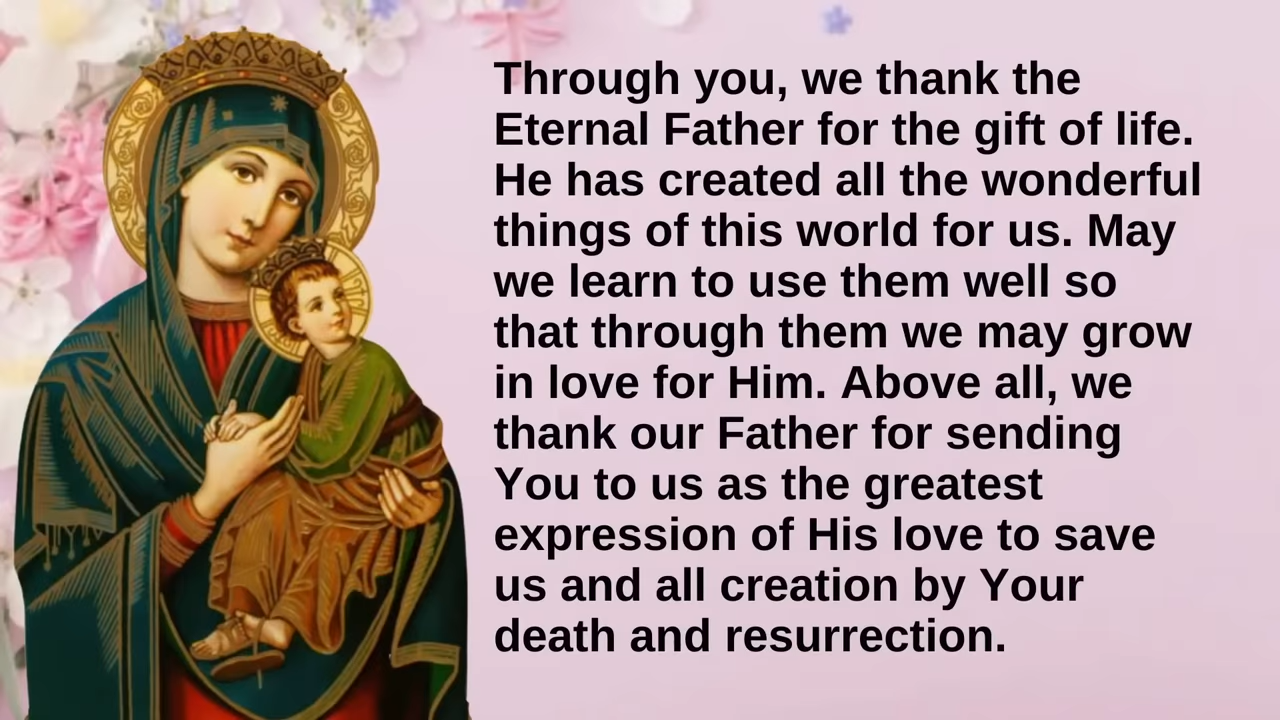 Through you, we thank the
Eternal Father for the gift of life.
He has created all the wonderful
things of this world for us. May
we learn to use them well so
that through them we may grow
in love for Him. Above all, we
thank our Father for sending
You to us as the greatest
expression of His love to save
us and all creation by Your
death and resurrection.